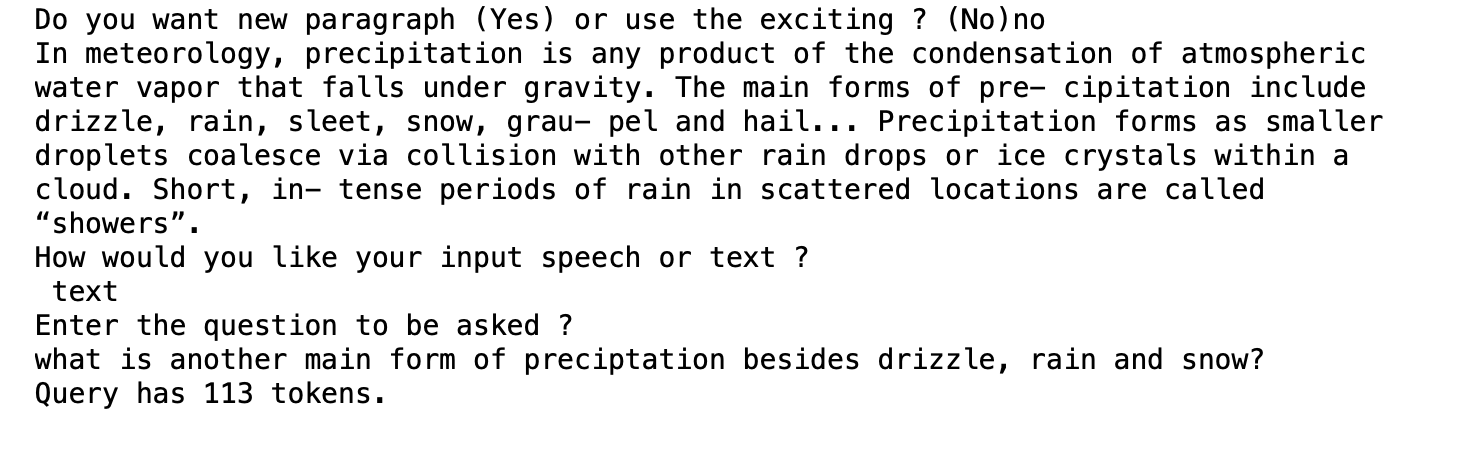 Do you want new paragraph (Yes) or use the exciting ? (No)no
In meteorology, precipitation is any product of the condensation of atmospheric
water vapor that falls under gravity. The main forms of pre– cipitation include
drizzle, rain, sleet, snow, grau– pel and hail... Precipitation forms as smaller
droplets coalesce via collision with other rain drops or ice crystals within a
cloud. Short, in– tense periods of rain in scattered locations are called
“showers”.
How would you like your input speech or text ?
text
Enter the question to be asked ?
what is another main form of preciptation besides drizzle, rain and snow?
Query has 113 tokens.